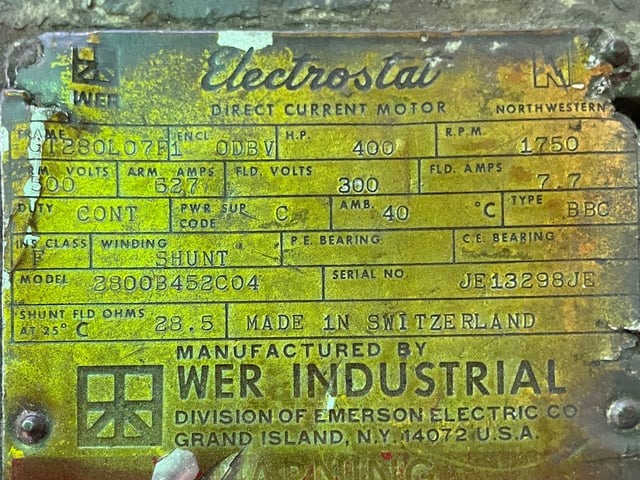 Electrostat
WER DIRECT CURRENT MOTOR NORTHWESTERN
FRAME GT280L07F1 ENCL. ODBV H.P. 400 R.P.M. 1750
ARM VOLTS 500 ARM AMPS 627 FLD. VOLTS 300 FLD. AMPS 7.7
DUTY CONT PWR SUP CODE C AMB. 40 °C TYPE BBC
INS CLASS F WINDING SHUNT P.E. BEARING C.E. BEARING
MODEL 2800B452C04 SERIAL NO. JE13298JE
SHUNT FLD OHMS AT 25° C 28.5 MADE 1N SWITZERLAND
MANUFACTURED BY
WER INDUSTRIAL
DIVISION OF EMERSON ELECTRIC CO
GRAND ISLAND, N.Y. 14072 U.S.A.
WARNING